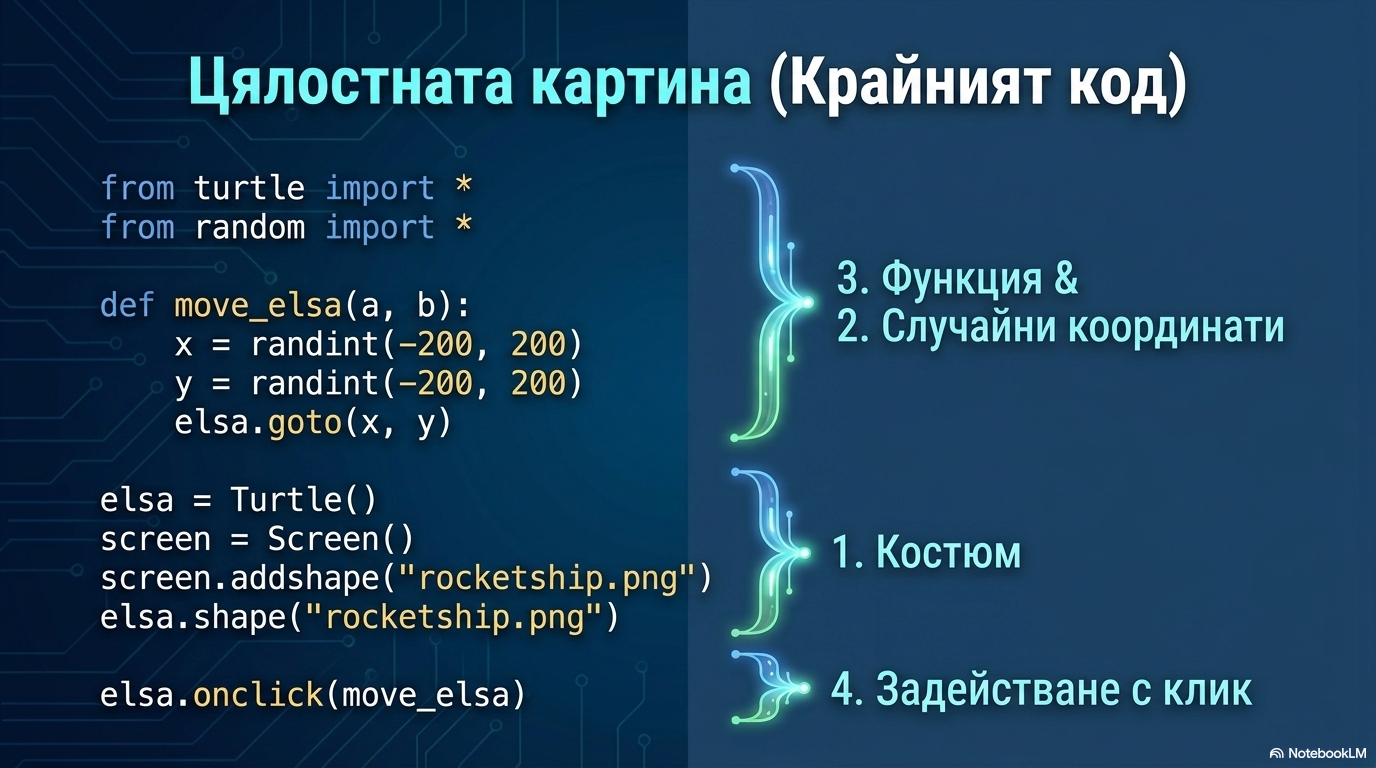 Цялостната картина (Крайният код)
from turtle import *
from random import *
def move_elsa(a, b):
    x = randint(-200, 200)
    y = randint(-200, 200)
    elsa.goto(x, y)
elsa = Turtle()
screen = Screen()
screen.addshape("rocketship.png")
elsa.shape("rocketship.png")
elsa.onclick(move_elsa)
3. Функция &
2. Случайни координати
1. Костюм
4. Задействане с клик
NotebookLM